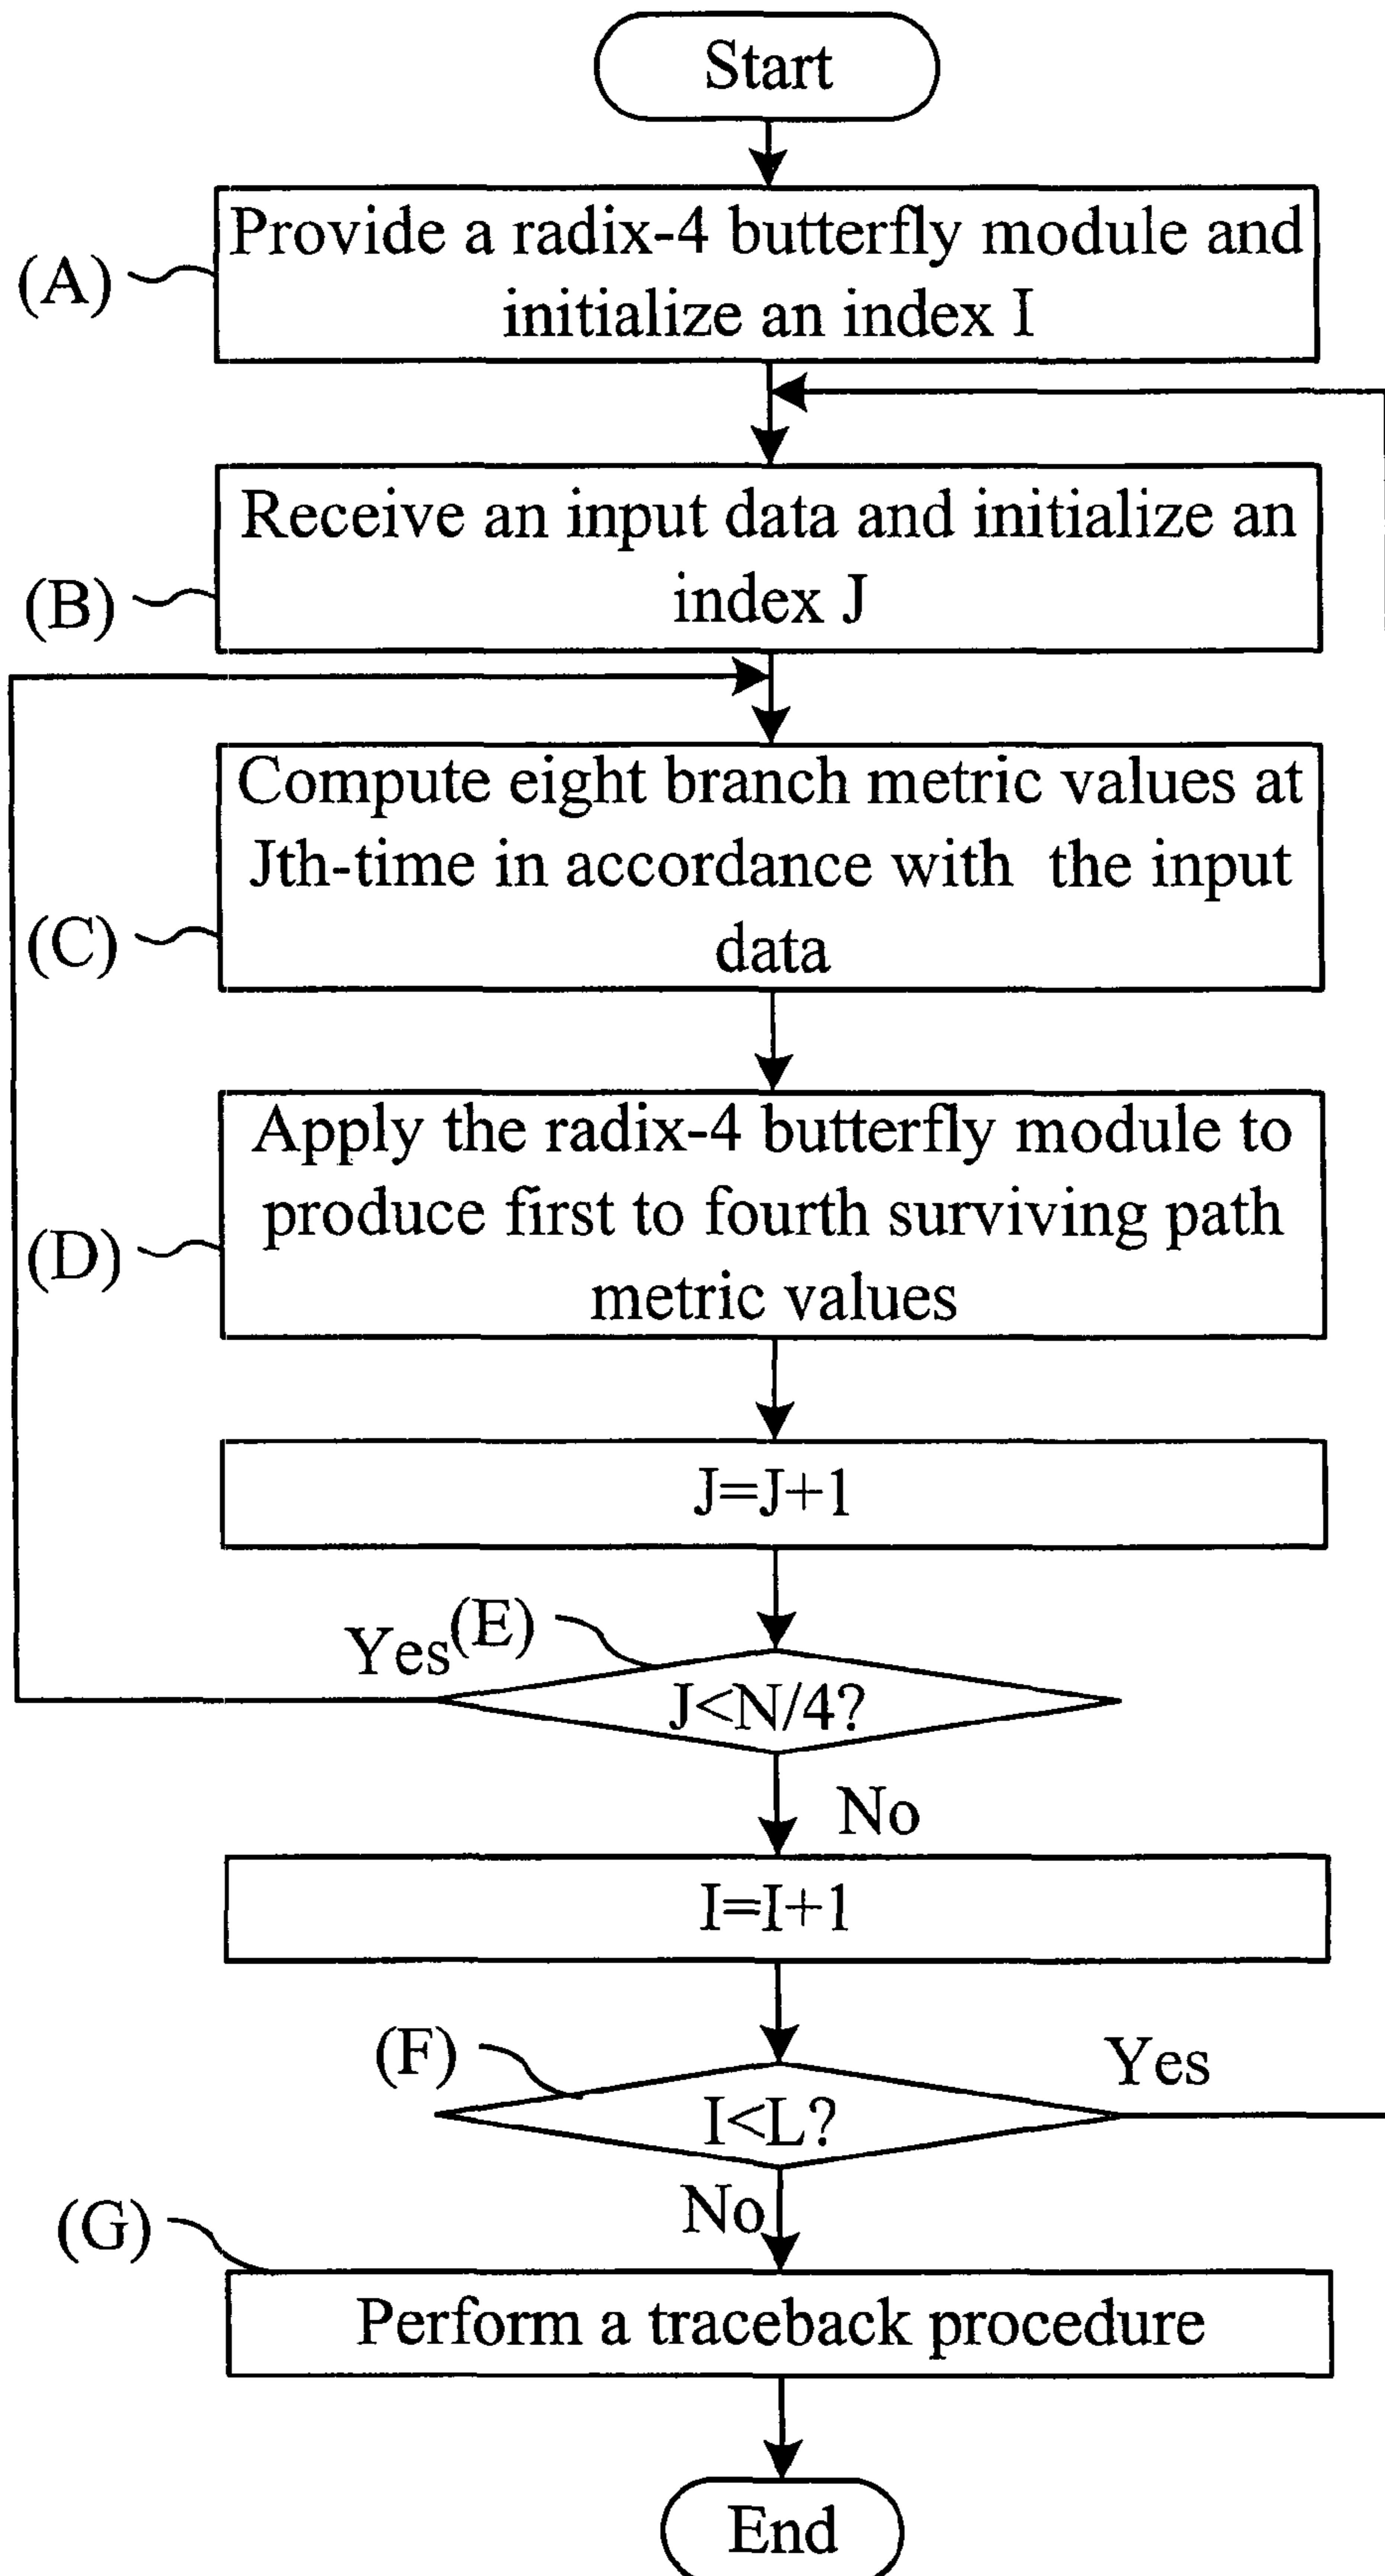 Start
(A)
Provide a radix-4 butterfly module and
initialize an index I
(B)
Receive an input data and initialize an
index J
(C)
Compute eight branch metric values at
Jth-time in accordance with the input
data
(D)
Apply the radix-4 butterfly module to
produce first to fourth surviving path
metric values
J=J+1
Yes
(E)
J<N/4?
No
I=I+1
(F)
Yes
I<L?
No
(G)
Perform a traceback procedure
End